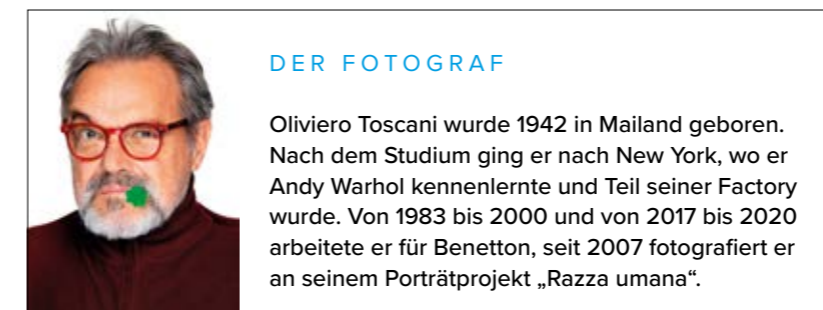 DER FOTOGRAF
Oliviero Toscani wurde 1942 in Mailand geboren.
Nach dem Studium ging er nach New York, wo er
Andy Warhol kennenlernte und Teil seiner Factory
wurde. Von 1983 bis 2000 und von 2017 bis 2020
arbeitete er für Benetton, seit 2007 fotografiert er
an seinem Porträtprojekt „Razza umana“.